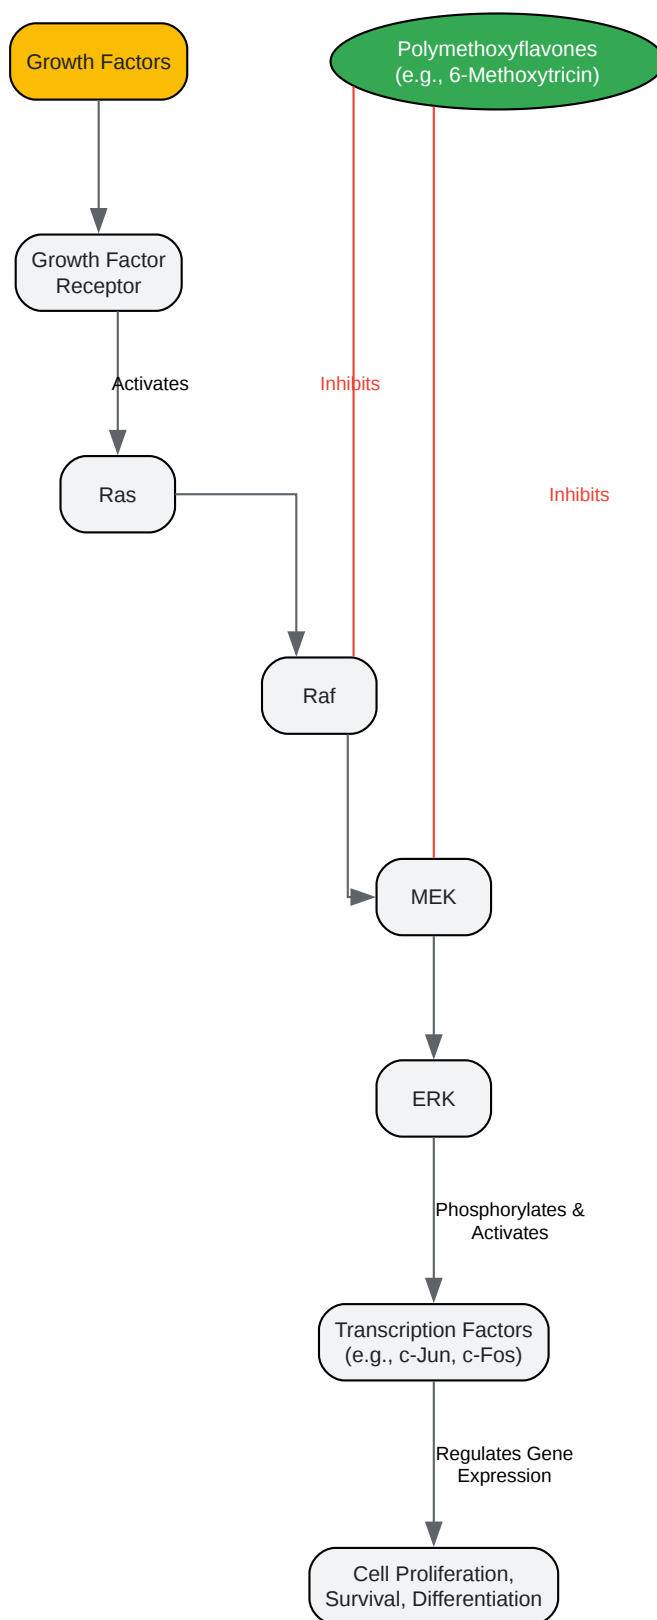 Growth Factors
Polymethoxyflavones
(e.g., 6-Methoxytricin)
Growth Factor
Receptor
Activates
Inhibits
Ras
Inhibits
Raf
MEK
ERK
Phosphorylates &
Activates
Transcription Factors
(e.g., c-Jun, c-Fos)
Regulates Gene
Expression
Cell Proliferation,
Survival, Differentiation